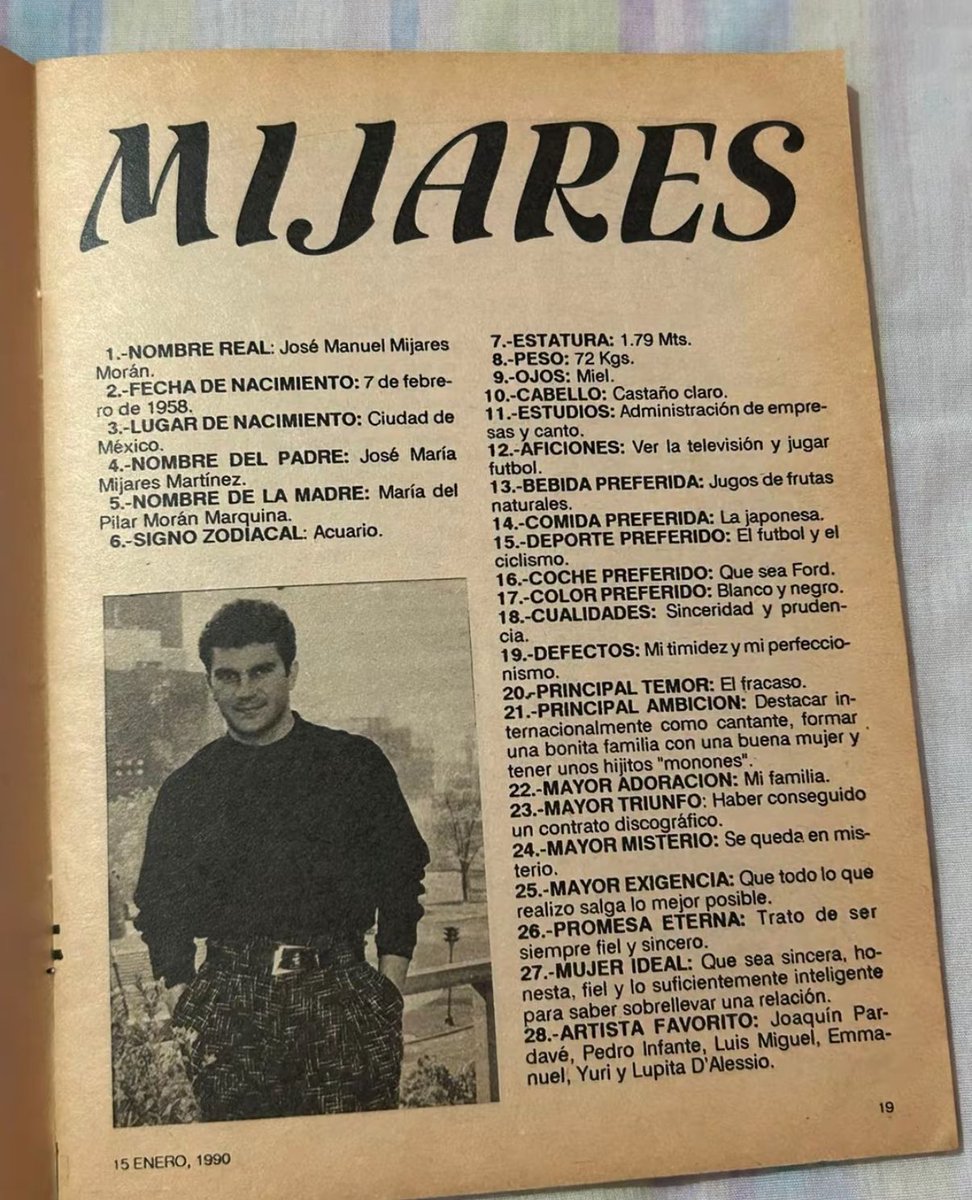 MIJARES
1.-NOMBRE REAL: José Manuel Mijares
Morán.
2.-FECHA DE NACIMIENTO: 7 de febre-
ro de 1958.
3.-LUGAR DE NACIMIENTO: Ciudad de
México.
4.-NOMBRE DEL PADRE: José María
Mijares Martínez.
5.-NOMBRE DE LA MADRE: María del
Pilar Morán Marquina.
6.-SIGNO ZODIACAL: Acuario.
7.-ESTATURA: 1.79 Mts.
8.-PESO: 72 Kgs.
9.-OJOS: Miel.
10.-CABELLO: Castaño claro.
11.-ESTUDIOS: Administración de empre-
sas y canto.
12.-AFICIONES: Ver la televisión y jugar
futbol.
13.-BEBIDA PREFERIDA: Jugos de frutas
naturales.
14.-COMIDA PREFERIDA: La japonesa.
15.-DEPORTE PREFERIDO: El futbol y el
ciclismo.
16.-COCHE PREFERIDO: Que sea Ford.
17.-COLOR PREFERIDO: Blanco y negro.
18.-CUALIDADES: Sinceridad y pruden-
cia.
19.-DEFECTOS: Mi timidez y mi perfeccio-
nismo.
20.-PRINCIPAL TEMOR: El fracaso.
21.-PRINCIPAL AMBICION: Destacar in-
ternacionalmente como cantante, formar
una bonita familia con una buena mujer y
tener unos hijitos "monones".
22.-MAYOR ADORACION: Mi familia.
23.-MAYOR TRIUNFO: Haber conseguido
un contrato discográfico.
24.-MAYOR MISTERIO: Se queda en mis-
terio.
25.-MAYOR EXIGENCIA: Que todo lo que
realizo salga lo mejor posible.
26.-PROMESA ETERNA: Trato de ser
siempre fiel y sincero.
27.-MUJER IDEAL: Que sea sincera, ho-
nesta, fiel y lo suficientemente inteligente
para saber sobrellevar una relación.
28.-ARTISTA FAVORITO: Joaquín Par-
davé, Pedro Infante, Luis Miguel, Emma-
nuel, Yuri y Lupita D'Alessio.
19
15 ENERO, 1990